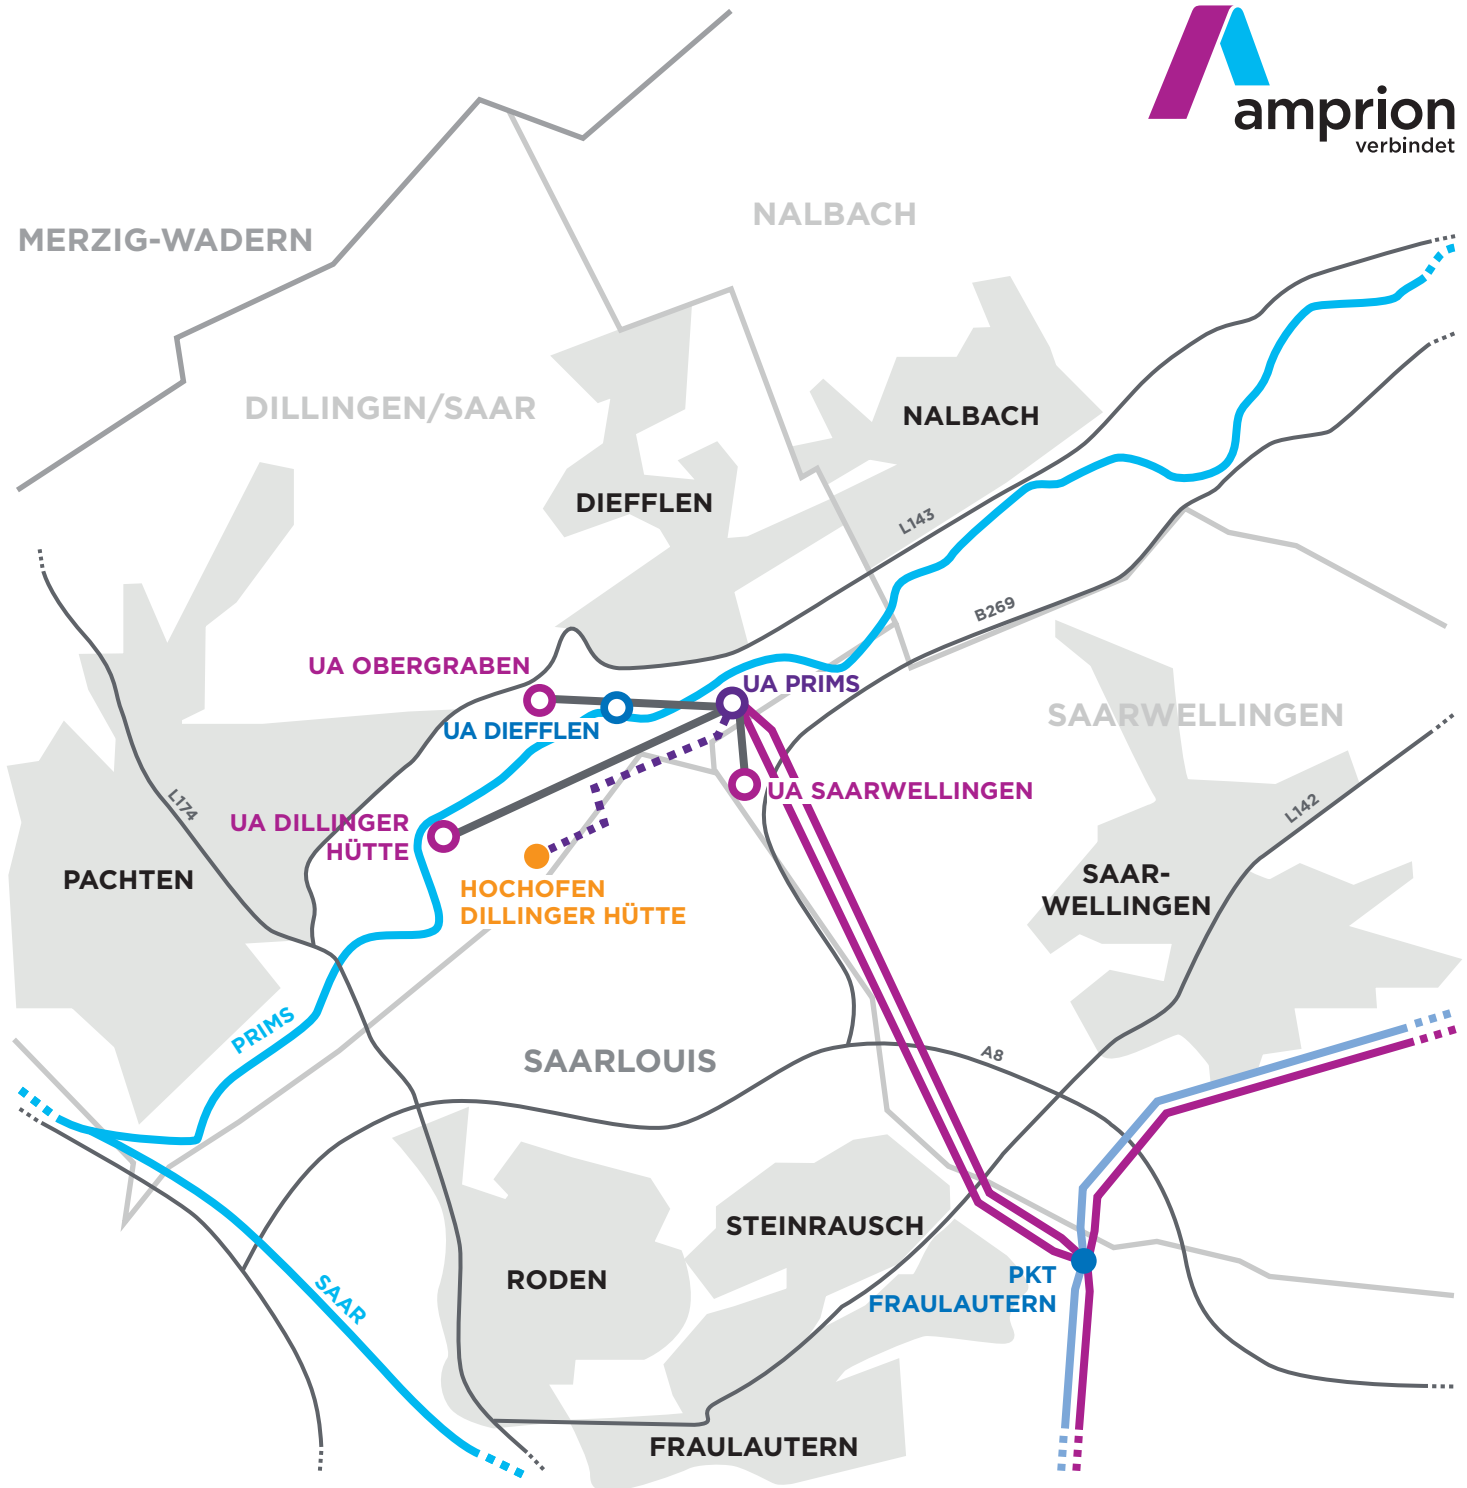 amprion
verbindet
NALBACH
MERZIG-WADERN
DILLINGEN/SAAR
NALBACH
DIEFFLEN
L143
B269
UA OBERGRABEN
UA PRIMS
UA DIEFFLEN
SAARWELLINGEN
UA SAARWELLINGEN
L174
L142
UA DILLINGER
HÜTTE
PACHTEN
HOCHOFEN
DILLINGER HÜTTE
SAAR-
WELLINGEN
PRIMS
SAARLOUIS
A8
STEINRAUSCH
RODEN
PKT
FRAULAUTERN
SAAR
FRAULAUTERN